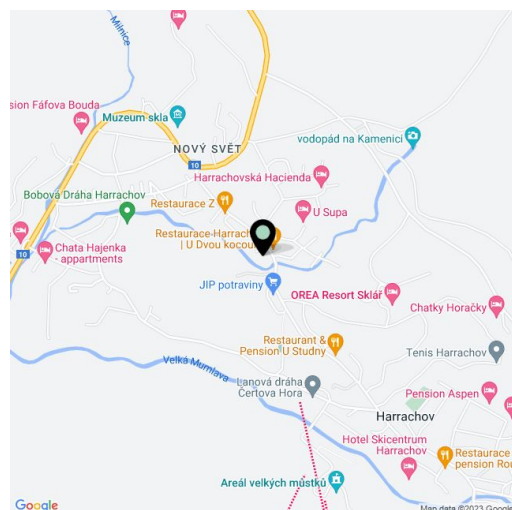 Milnice
sion Fáfova Bouda
Muzeum skla
NOVÝ SVĚT
vodopád na Kamenici
10
Harrachovská Hacienda
Bobová Dráha Harrachov
Restaurace Z
U Supa
Restaurace Harrach
| U Dvou kocou
10
Chata Hajenka
- appartments
JIP potraviny
OREA Resort Sklář
Chatky Horačky
Restaurant &
Pension U Studny
Tenis Harrachov
Velká Mumlava
Lanová dráha
Čertova Hora
Pension Aspen
Harrachov
Hotel Skicentrum
Harrachov
Restaurace
pension Rou
Areál velkých můstků
Google
Map data ©2023 Google